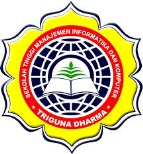 SEKOLAH TINGGI MANAJEMEN INFORMATIKA DAN KOMPUTER
TRIGUNA DHARMA